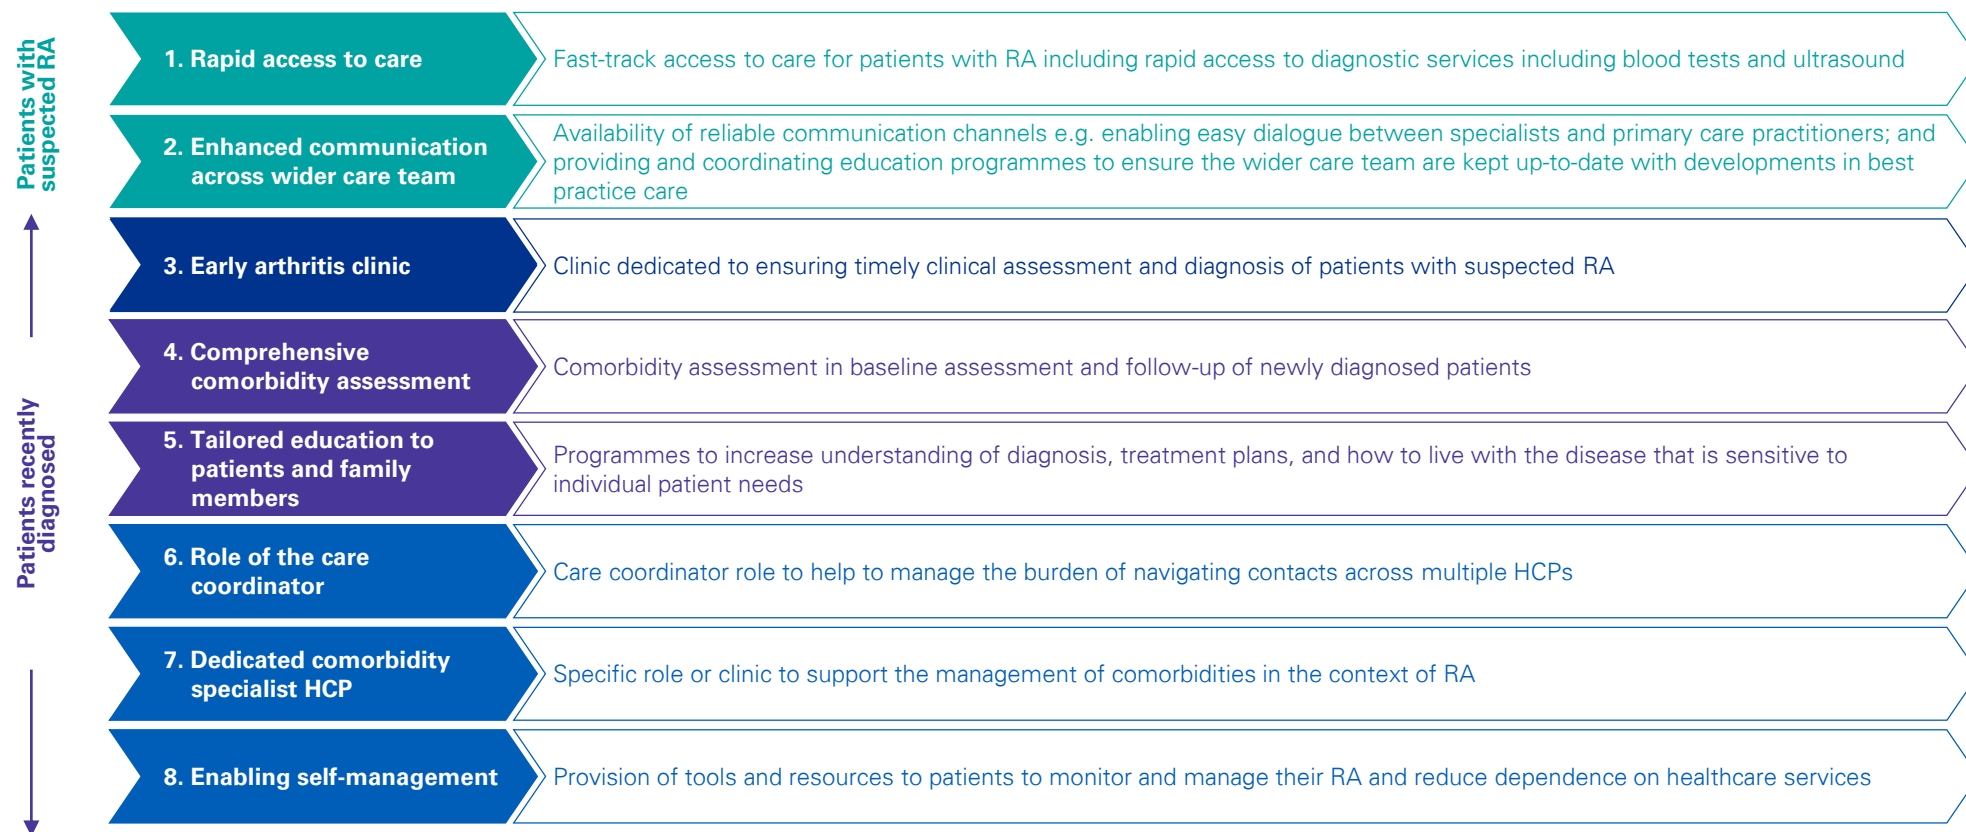 Patients with
suspected RA
1. Rapid access to care
Fast-track access to care for patients with RA including rapid access to diagnostic services including blood tests and ultrasound
2. Enhanced communication
across wider care team
Availability of reliable communication channels e.g. enabling easy dialogue between specialists and primary care practitioners; and
providing and coordinating education programmes to ensure the wider care team are kept up-to-date with developments in best
practice care
3. Early arthritis clinic
Clinic dedicated to ensuring timely clinical assessment and diagnosis of patients with suspected RA
Patients recently
diagnosed
4. Comprehensive
comorbidity assessment
Comorbidity assessment in baseline assessment and follow-up of newly diagnosed patients
5. Tailored education to
patients and family
members
Programmes to increase understanding of diagnosis, treatment plans, and how to live with the disease that is sensitive to
individual patient needs
6. Role of the care
coordinator
Care coordinator role to help to manage the burden of navigating contacts across multiple HCPs
7. Dedicated comorbidity
specialist HCP
Specific role or clinic to support the management of comorbidities in the context of RA
8. Enabling self-management
Provision of tools and resources to patients to monitor and manage their RA and reduce dependence on healthcare services